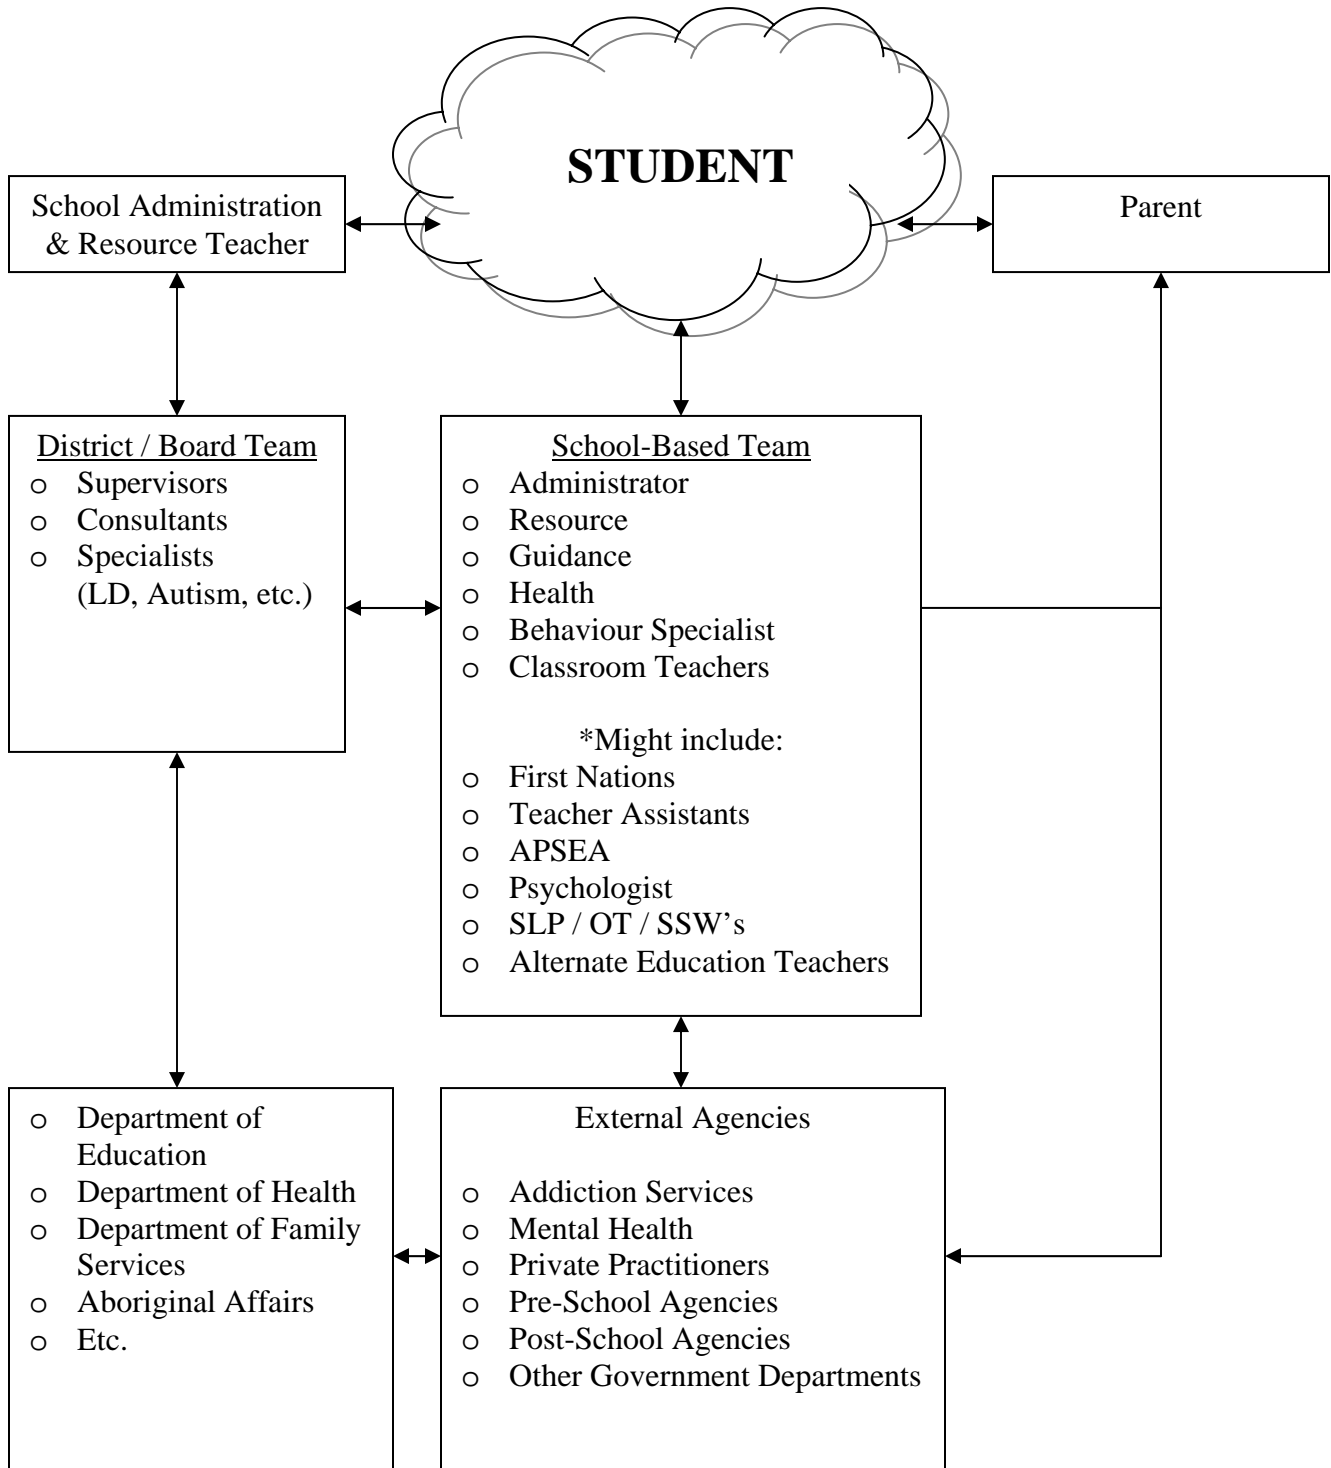 STUDENT
School Administration
& Resource Teacher
Parent
District / Board Team
o Supervisors
o Consultants
o Specialists
(LD, Autism, etc.)
School-Based Team
o Administrator
o Resource
o Guidance
o Health
o Behaviour Specialist
o Classroom Teachers
*Might include:
o First Nations
o Teacher Assistants
o APSEA
o Psychologist
o SLP / OT / SSW’s
o Alternate Education Teachers
o Department of
Education
o Department of Health
o Department of Family
Services
o Aboriginal Affairs
o Etc.
External Agencies
o Addiction Services
o Mental Health
o Private Practitioners
o Pre-School Agencies
o Post-School Agencies
o Other Government Departments